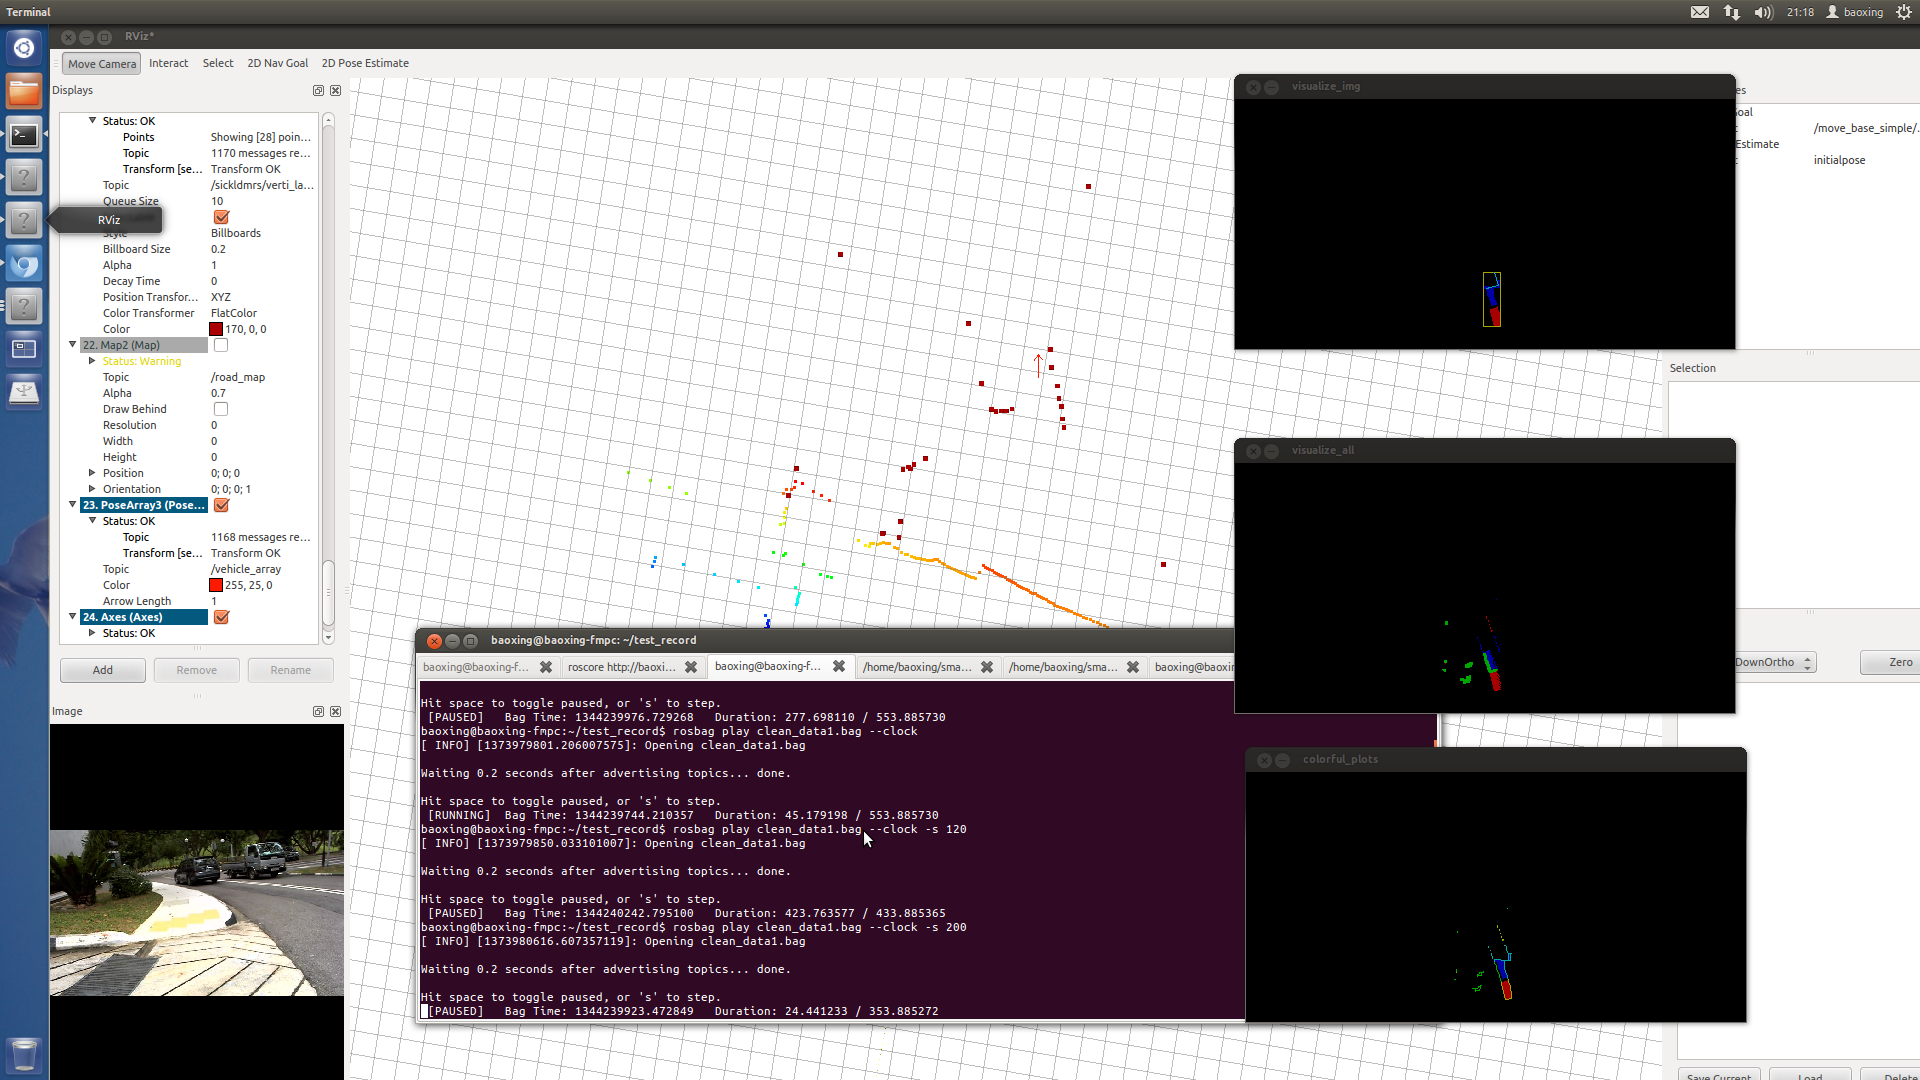 Terminal
21:18
baoxing
RViz*
Move Camera
Interact
Select
2D Nav Goal
2D Pose Estimate
Displays
Status: OK
Points Showing [28] poin...
Topic 1170 messages re...
Transform [se... Transform OK
Topic /sickldmrs/verti_la...
Queue Size 10
RViz
Style Billboards
Billboard Size 0.2
Alpha 1
Decay Time 0
Position Transfor... XYZ
Color Transformer FlatColor
Color 170, 0, 0
22. Map2 (Map)
Status: Warning
Topic /road_map
Alpha 0.7
Draw Behind
Resolution 0
Width 0
Height 0
Position 0; 0; 0
Orientation 0; 0; 0; 1
23. PoseArray3 (Pose...
Status: OK
Topic 1168 messages re...
Transform [se... Transform OK
Topic /vehicle_array
Color 255, 25, 0
Arrow Length 1
24. Axes (Axes)
Status: OK
Add
Remove
Rename
Image
visualize_img
es
oal
/move_base_simple/...
Estimate
initialpose
Selection
visualize_all
DownOrtho
Zero
colorful_plots
Save Current
Load
Delete
baoxing@baoxing-fmpc: ~/test_record
baoxing@baoxing-f...
roscore http://baoxi...
baoxing@baoxing-f...
/home/baoxing/sma...
/home/baoxing/sma...
baoxing@baoxin
Hit space to toggle paused, or 's' to step.
[PAUSED] Bag Time: 1344239976.729268 Duration: 277.698110 / 553.885730
baoxing@baoxing-fmpc:~/test_record$ rosbag play clean_data1.bag --clock
[ INFO] [1373979801.206007575]: Opening clean_data1.bag
Waiting 0.2 seconds after advertising topics... done.
Hit space to toggle paused, or 's' to step.
[RUNNING] Bag Time: 1344239744.210357 Duration: 45.179198 / 553.885730
baoxing@baoxing-fmpc:~/test_record$ rosbag play clean_data1.bag --clock -s 120
[ INFO] [1373979850.033101007]: Opening clean_data1.bag
Waiting 0.2 seconds after advertising topics... done.
Hit space to toggle paused, or 's' to step.
[PAUSED] Bag Time: 1344240242.795100 Duration: 423.763577 / 433.885365
baoxing@baoxing-fmpc:~/test_record$ rosbag play clean_data1.bag --clock -s 200
[ INFO] [1373980616.607357119]: Opening clean_data1.bag
Waiting 0.2 seconds after advertising topics... done.
Hit space to toggle paused, or 's' to step.
[PAUSED] Bag Time: 1344239923.472849 Duration: 24.441233 / 353.885272